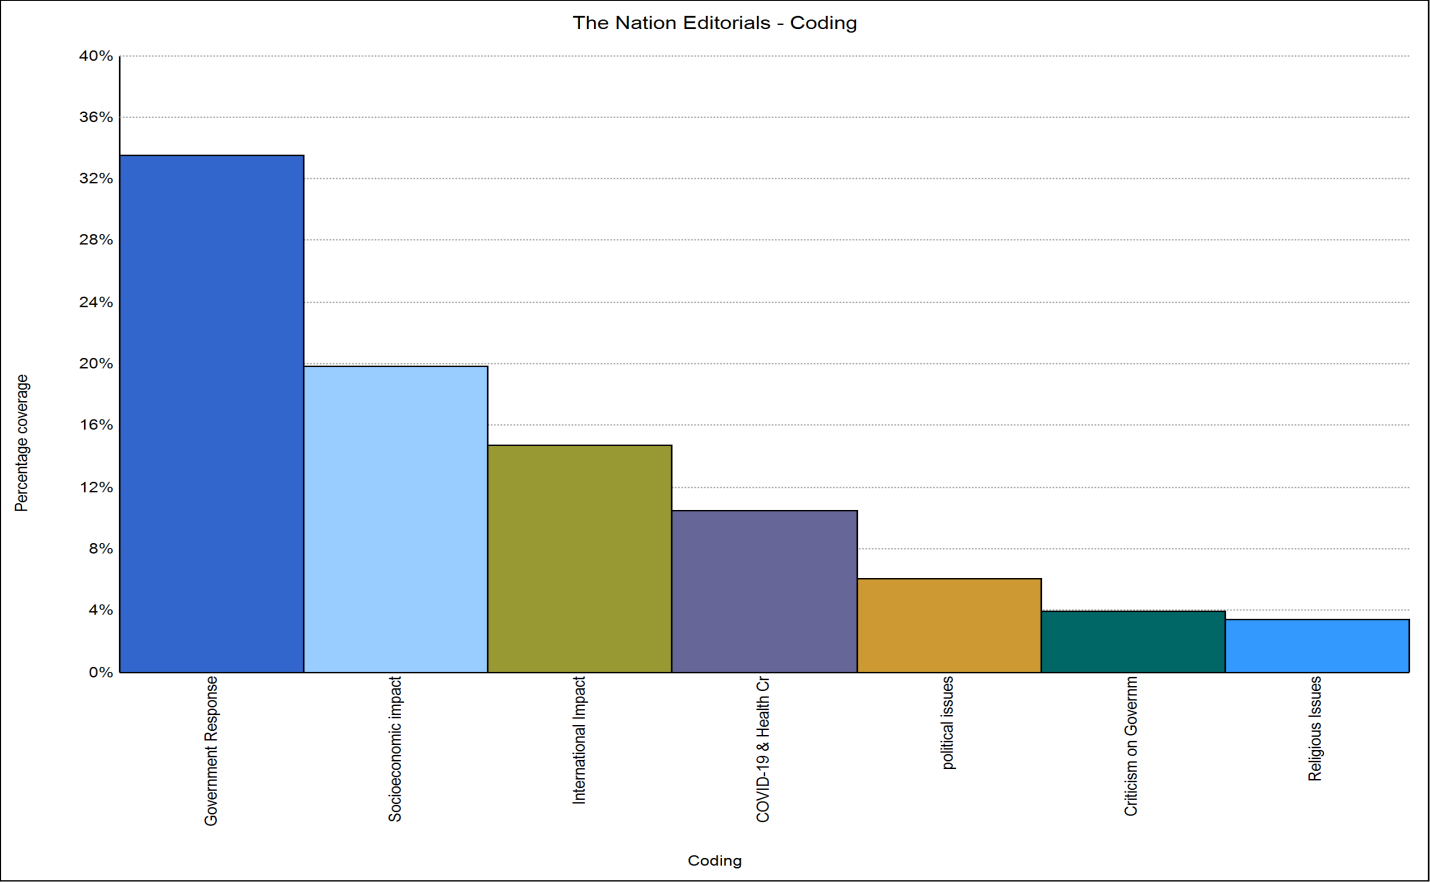 The Nation Editorials - Coding
40%
36%
32%
28%
24%
20%
16%
12%
8%
4%
0%
Percentage coverage
Government Response
Socioeconomic impact
International Impact
COVID-19 & Health Cr
political issues
Criticism on Governm
Religious Issues
Coding